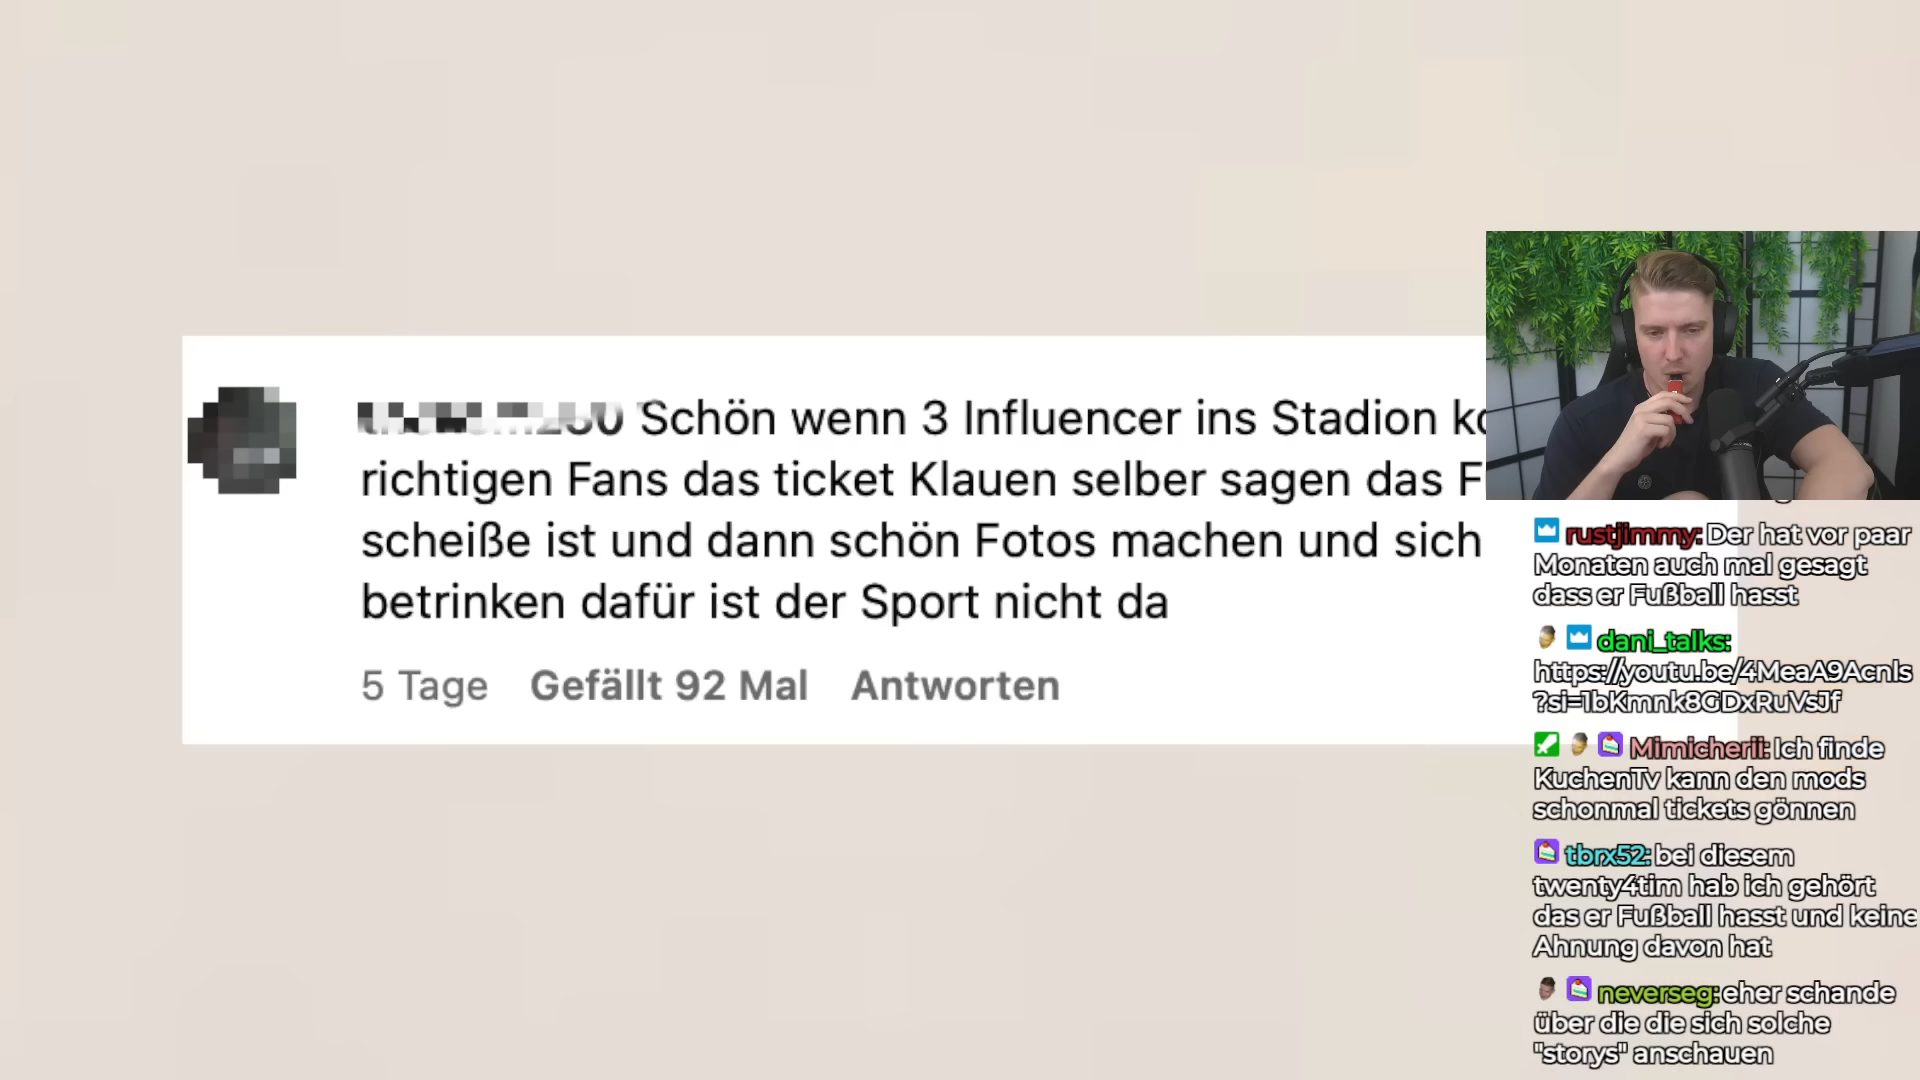 Schön wenn 3 Influencer ins Stadion
richtigen Fans das ticket Klauen selber sagen das
scheiße ist und dann schön Fotos machen und sich
betrinken dafür ist der Sport nicht da
5 Tage Gefällt 92 Mal Antworten
rustjimmy: Der hat vor paar
Monaten auch mal gesagt
dass er Fußball hasst
dani_talks:
https://youtu.be/4MeaA9AcnIs
?si=1bKmnk8GDxRuVsJf
Mimicherii: Ich finde
KuchenTv kann den mods
schonmal tickets gönnen
tbrx52: bei diesem
twenty4tim hab ich gehört
das er Fußball hasst und keine
Ahnung davon hat
neverseg: eher schande
über die die sich solche
"storys" anschauen